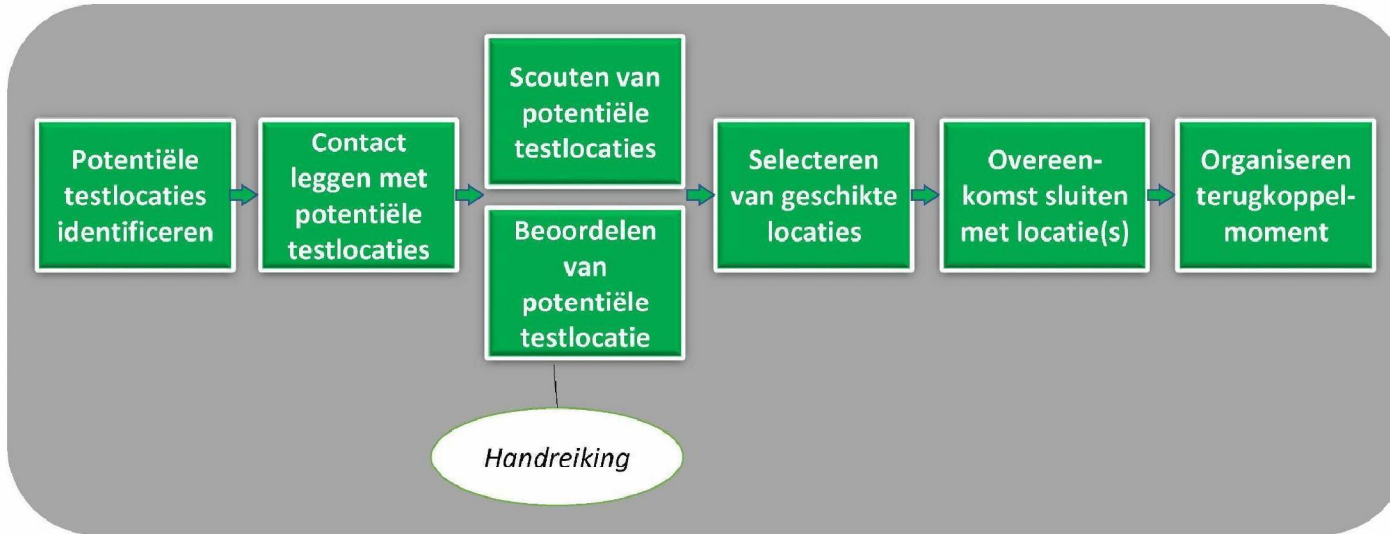 Potentiële
testlocaties
identificeren
Contact
leggen met
potentiële
testlocaties
Scouten van
potentiële
testlocaties
Beoordelen
van
potentiële
testlocatie
Handreiking
Selecteren
van geschikte
locaties
Overeen-
komst sluiten
met locatie(s)
Organiseren
terugkoppel-
moment